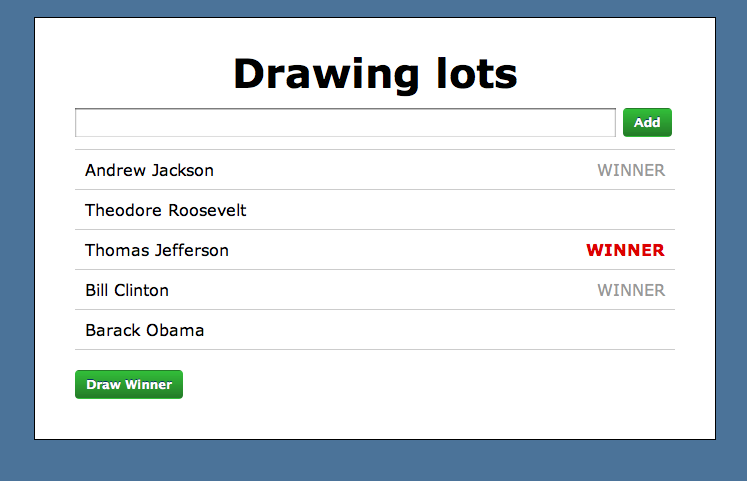 Drawing lots
Add
Andrew Jackson WINNER
Theodore Roosevelt
Thomas Jefferson WINNER
Bill Clinton WINNER
Barack Obama
Draw Winner